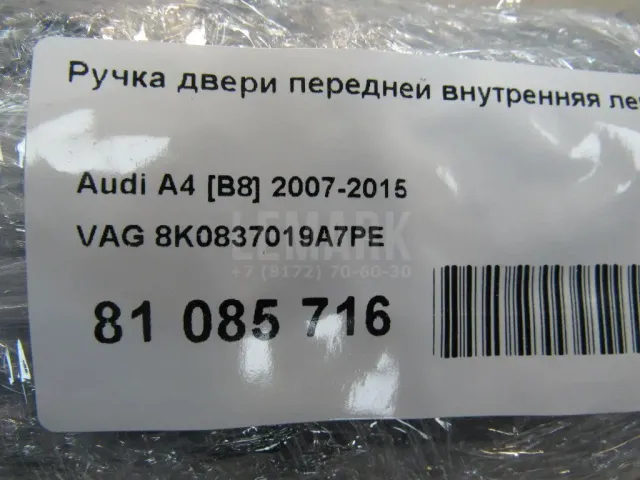 Ручка двери передней внутренняя ле
Audi A4 [B8] 2007-2015
LEMARK
VAG 8K0837019A7PE
+7 (8172) 70-60-30
81 085 716